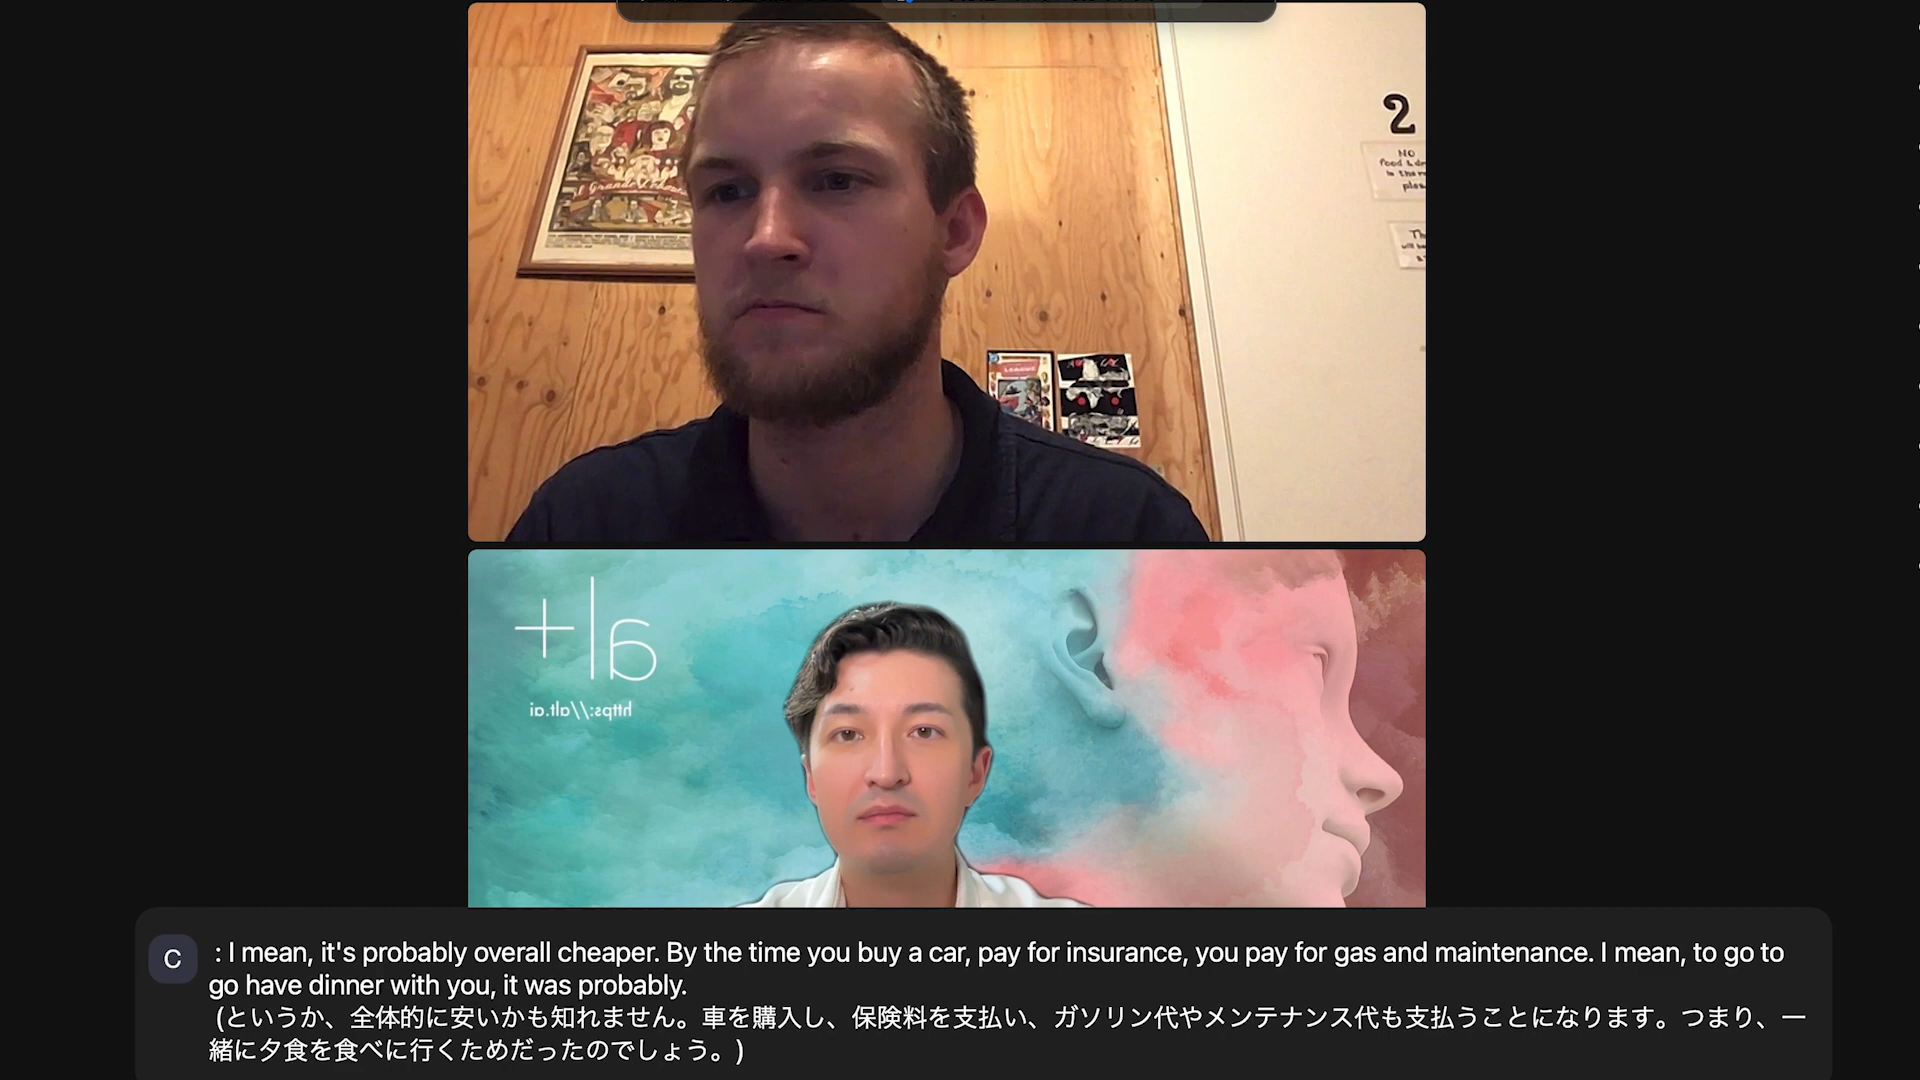 2
NO
in the
alt
https://alt.ai
C
: I mean, it's probably overall cheaper. By the time you buy a car, pay for insurance, you pay for gas and maintenance. I mean, to go to
go have dinner with you, it was probably.
(というか、全体的に安いかも知れません。車を購入し、保険料を支払い、ガソリン代やメンテナンス代も支払うことになります。つまり、一
緒に夕食を食べに行くためだったのでしょう。)